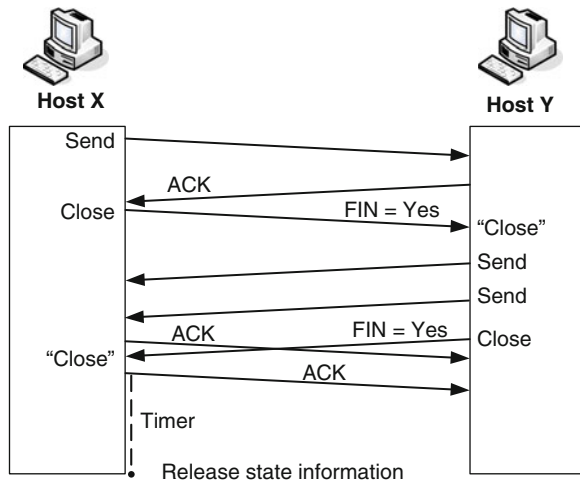 Host X
Host Y
Send
ACK
Close
FIN = Yes
“Close”
Send
Send
FIN = Yes
ACK
Close
“Close”
ACK
Timer
Release state information